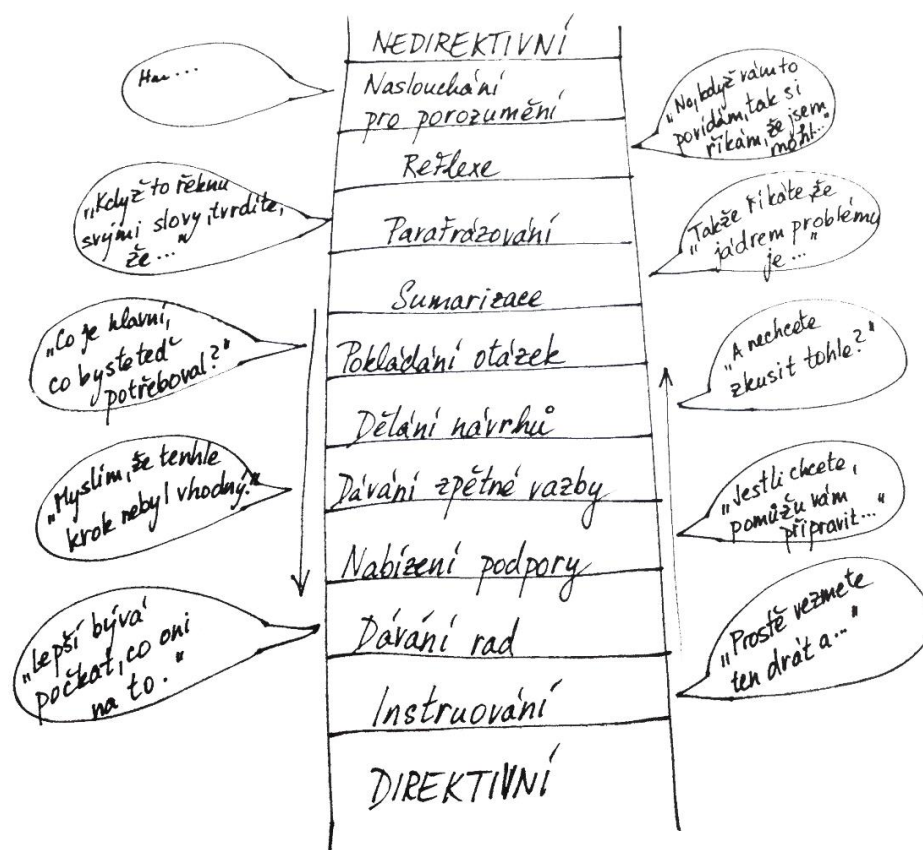 NEDIREKTIVNÍ
Hm...
Naslouchání
pro porozumění
„No, když vám to
povídám, tak si
říkám, že jsem
mohl..."
Reflexe
„Když to řeknu
svými slovy, tvrdíte,
že ..."
Parafrázování
„Takže říkáte, že
jádrem problému
je ..."
Sumarizace
„Co je hlavní,
co byste teď
potřeboval?"
Pokládání otázek
„A nechcete
zkusit tohle?"
Dělání návrhů
„Myslím, že tenhle
krok nebyl vhodný."
Dávání zpětné vazby
„Jestli chcete,
pomůžu vám
připravit..."
Nabízení podpory
„Lepší bývá
počkat, co oni
na to."
Dávání rad
„Prostě vezmete
ten drát a..."
Instruování
DIREKTIVNÍ